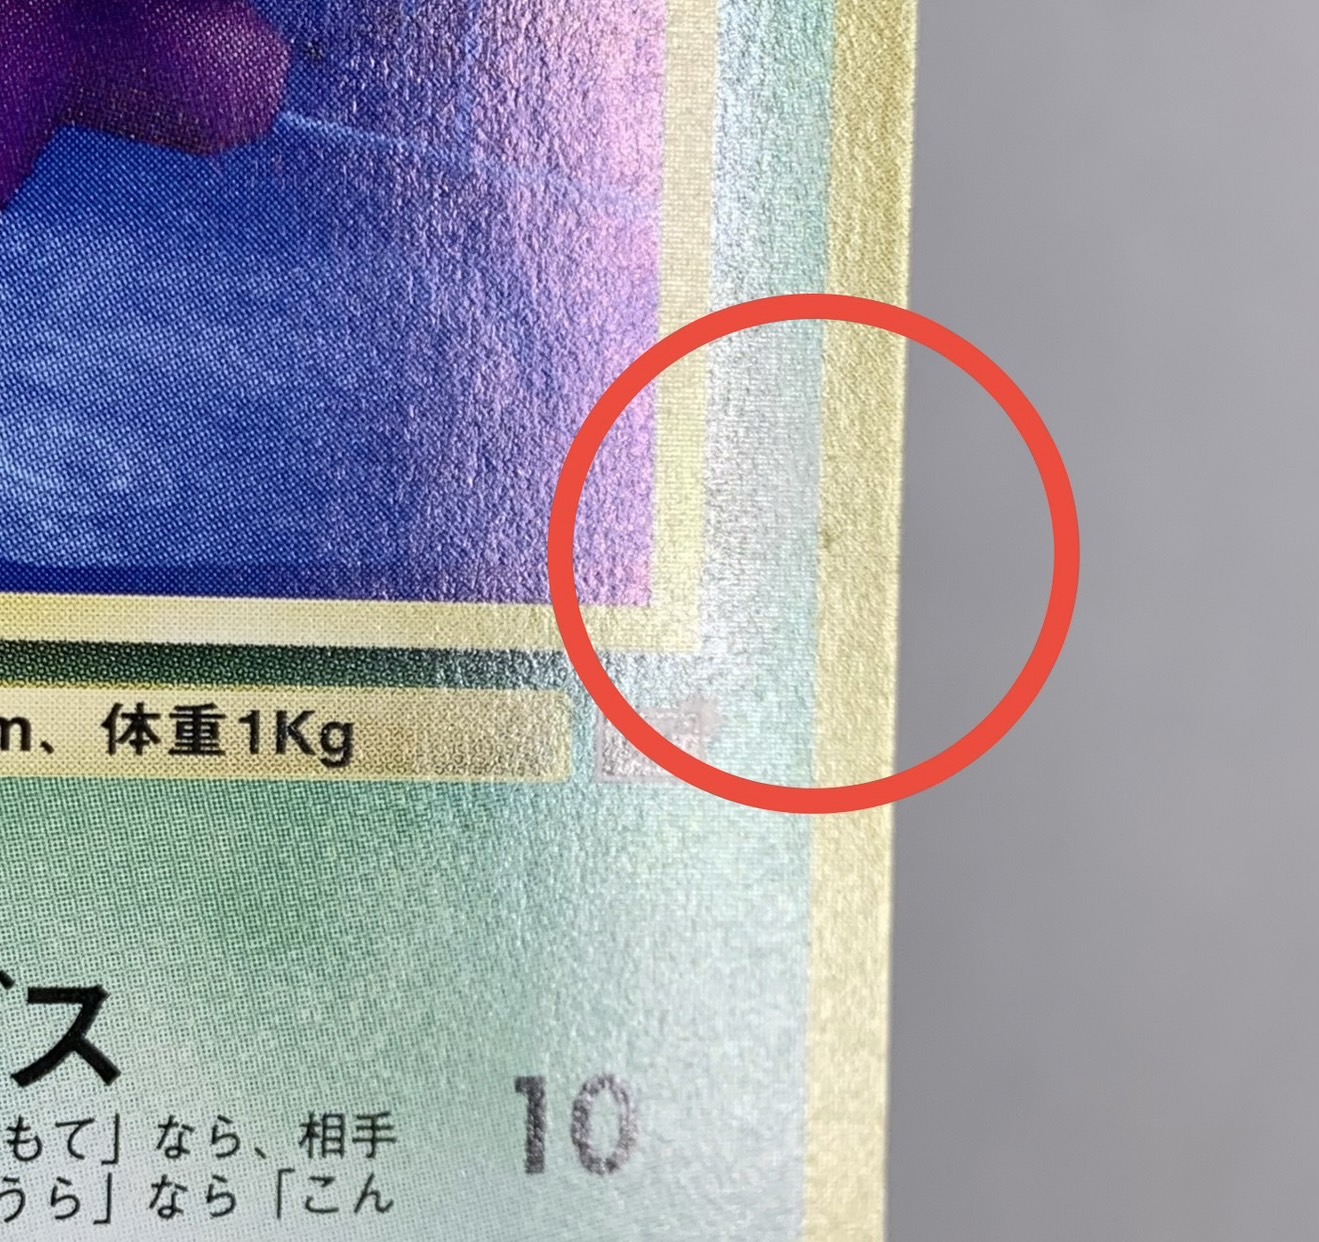 m、体重1Kg
ス
10
もて」なら、相手
うら」なら「こん